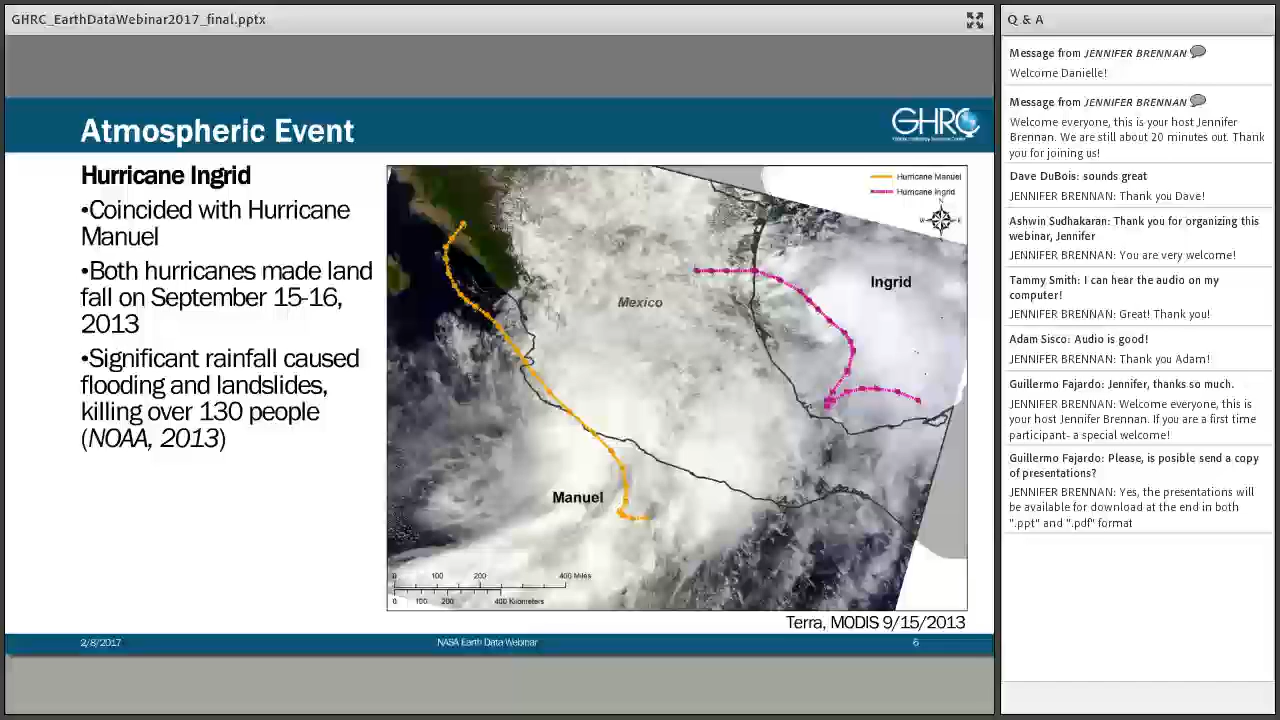 GHRC_EarthDataWebinar2017_final.pptx
Atmospheric Event
GHRC
Hurricane Ingrid
•Coincided with Hurricane
Manuel
•Both hurricanes made land
fall on September 15-16,
2013
•Significant rainfall caused
flooding and landslides,
killing over 130 people
(NOAA, 2013)
Hurricane Manuel
Hurricane Ingrid
Ingrid
Mexico
Manuel
0 100 200 400 Miles
0 100 200 400 Kilometers
Terra, MODIS 9/15/2013
2/8/2017
NASA Earth Data Webinar
6
Q & A
Message from JENNIFER BRENNAN
Welcome Danielle!
Message from JENNIFER BRENNAN
Welcome everyone, this is your host Jennifer
Brennan. We are still about 20 minutes out. Thank
you for joining us!
Dave DuBois: sounds great
JENNIFER BRENNAN: Thank you Dave!
Ashwin Sudhakaran: Thank you for organizing this
webinar, Jennifer
JENNIFER BRENNAN: You are very welcome!
Tammy Smith: I can hear the audio on my
computer!
JENNIFER BRENNAN: Great! Thank you!
Adam Sisco: Audio is good!
JENNIFER BRENNAN: Thank you Adam!
Guillermo Fajardo: Jennifer, thanks so much.
JENNIFER BRENNAN: Welcome everyone, this is
your host Jennifer Brennan. If you are a first time
participant- a special welcome!
Guillermo Fajardo: Please, is posible send a copy
of presentations?
JENNIFER BRENNAN: Yes, the presentations will
be available for download at the end in both
".ppt" and ".pdf" format